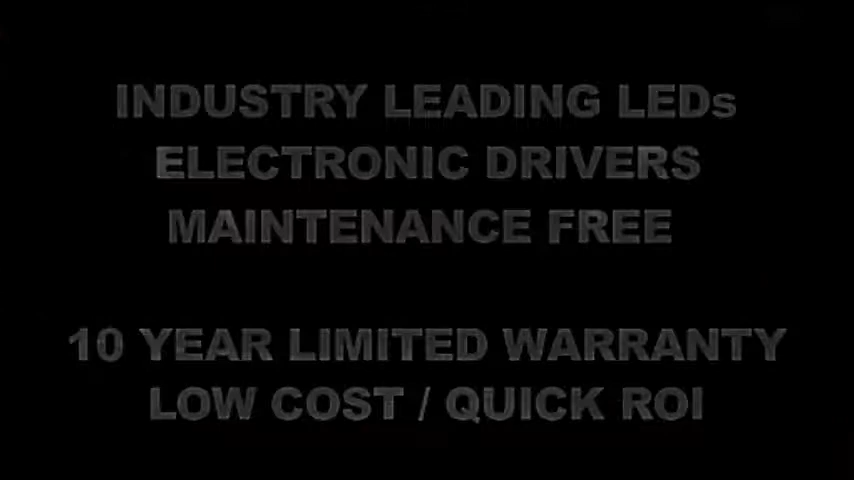 INDUSTRY LEADING LEDs
ELECTRONIC DRIVERS
MAINTENANCE FREE
10 YEAR LIMITED WARRANTY
LOW COST / QUICK ROI